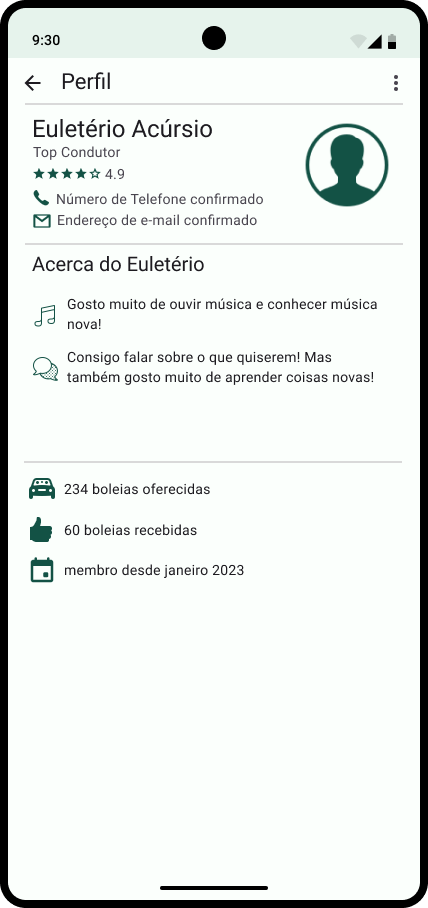 9:30
Perfil
Euletério Acúrsio
Top Condutor
4.9
Número de Telefone confirmado
Endereço de e-mail confirmado
Acerca do Euletério
Gosto muito de ouvir música e conhecer música
nova!
Consigo falar sobre o que quiserem! Mas
também gosto muito de aprender coisas novas!
234 boleias oferecidas
60 boleias recebidas
membro desde janeiro 2023